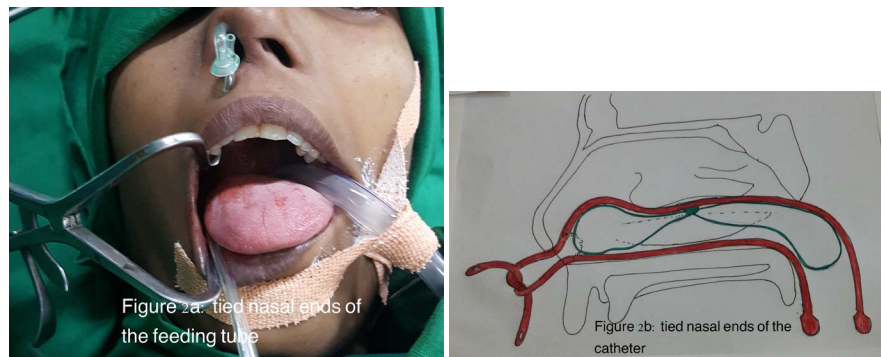 Figure 2a: tied nasal ends of
the feeding tube
Figure 2b: tied nasal ends of the
catheter